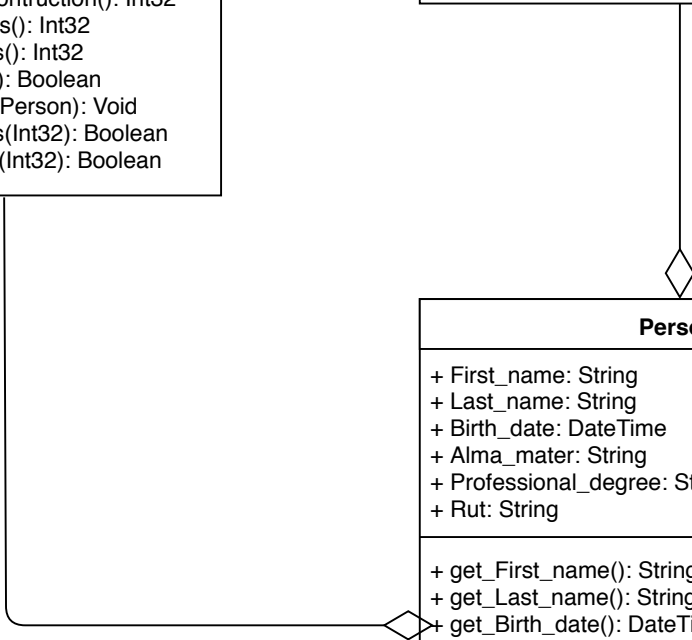 ontruction(): Int32
s(): Int32
s(): Int32
): Boolean
Person): Void
s(Int32): Boolean
(Int32): Boolean
Perso
+ First_name: String
+ Last_name: String
+ Birth_date: DateTime
+ Alma_mater: String
+ Professional_degree: St
+ Rut: String
+ get_First_name(): String
+ get_Last_name(): String
+ get_Birth_date(): DateTi